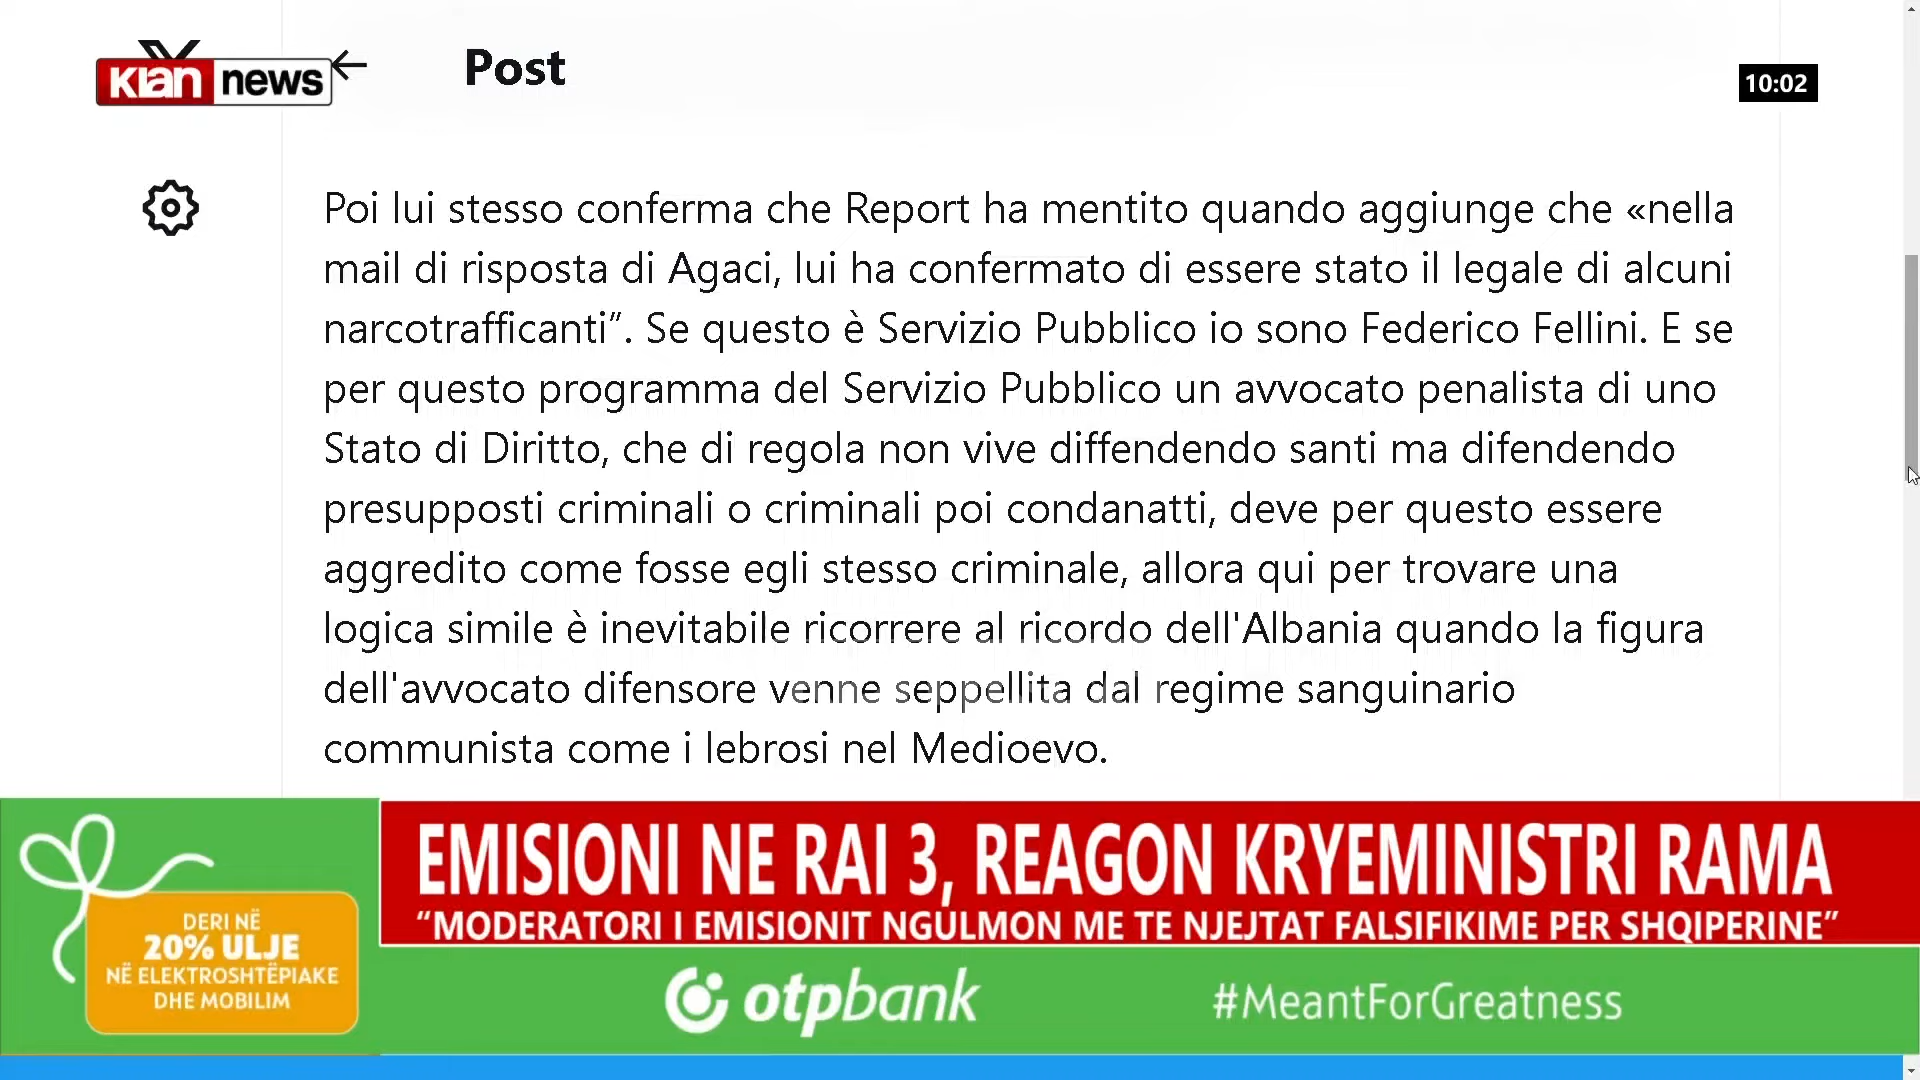 Klan news
Post
10:02
Poi lui stesso conferma che Report ha mentito quando aggiunge che «nella
mail di risposta di Agaci, lui ha confermato di essere stato il legale di alcuni
narcotrafficanti”. Se questo è Servizio Pubblico io sono Federico Fellini. E se
per questo programma del Servizio Pubblico un avvocato penalista di uno
Stato di Diritto, che di regola non vive diffendendo santi ma difendendo
presupposti criminali o criminali poi condanatti, deve per questo essere
aggredito come fosse egli stesso criminale, allora qui per trovare una
logica simile è inevitabile ricorrere al ricordo dell'Albania quando la figura
dell'avvocato difensore venne seppellita dal regime sanguinario
communista come i lebrosi nel Medioevo.
EMISIONI NE RAI 3, REAGON KRYEMINISTRI RAMA
“MODERATORI I EMISIONIT NGULMON ME TE NJEJTAT FALSIFIKIME PER SHQIPERINE”
DERI NË
20% ULJE
NË ELEKTROSHTËPIAKE
DHE MOBILIM
otpbank
#MeantForGreatness